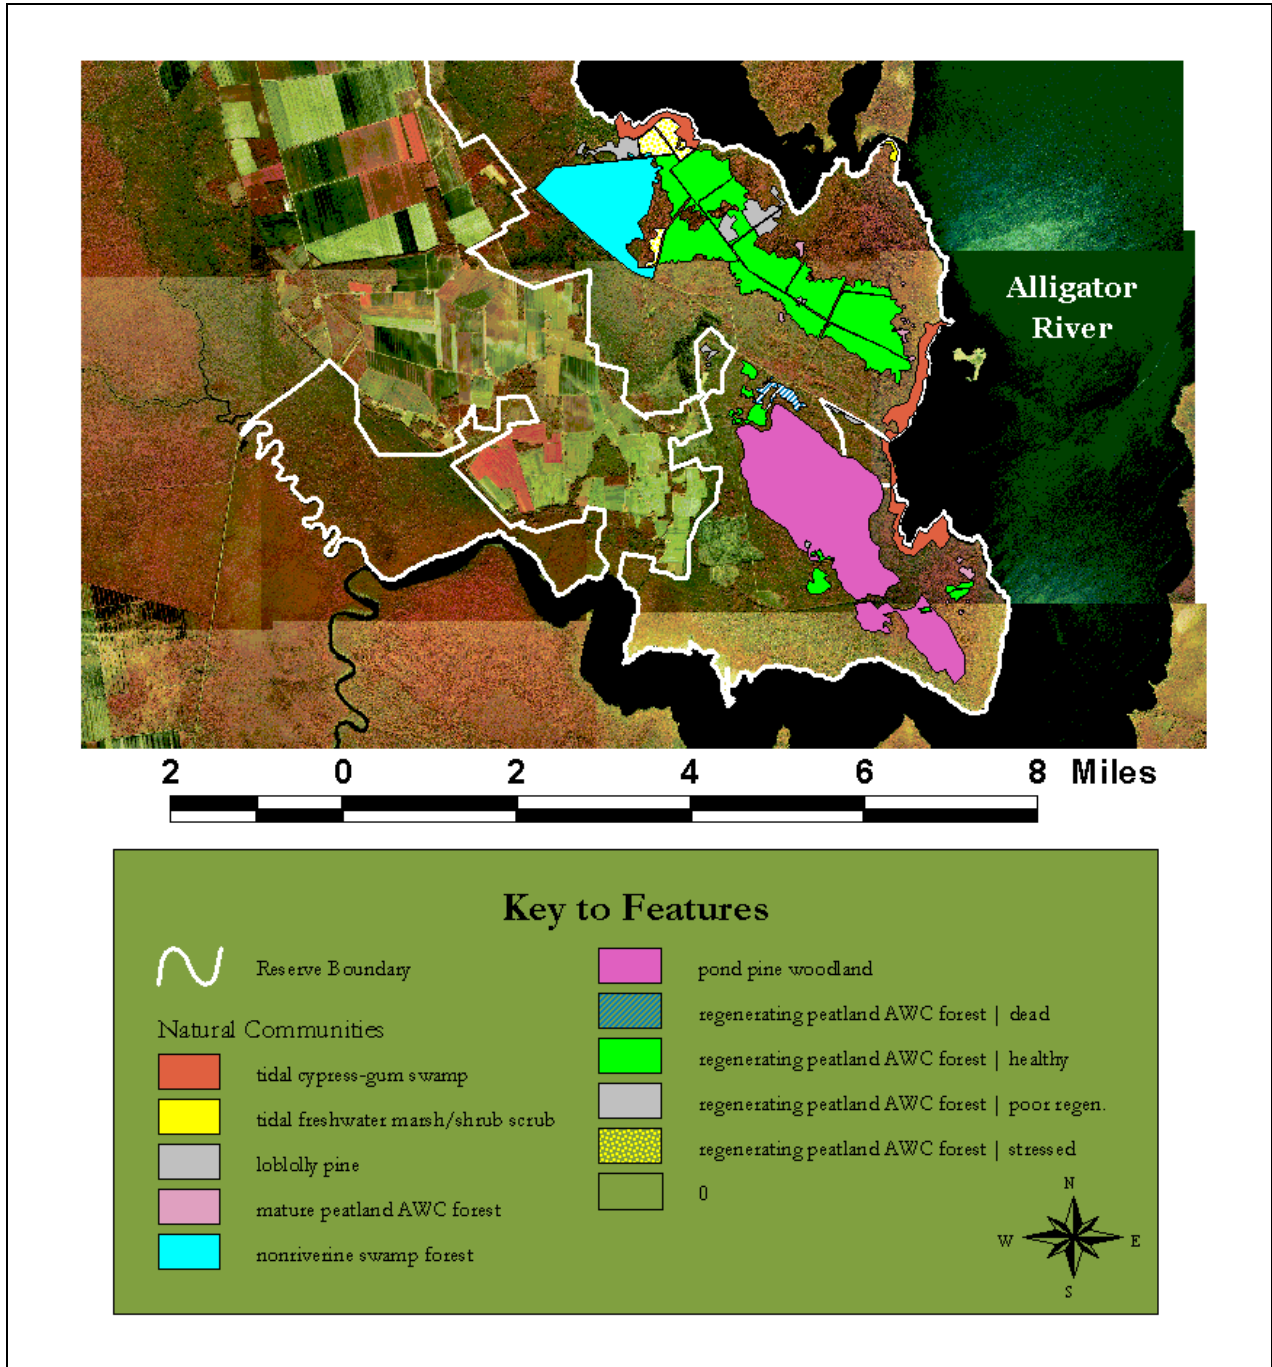 Alligator
River
2 0 2 4 6 8 Miles
Key to Features
Reserve Boundary
Natural Communities
tidal cypress-gum swamp
tidal freshwater marsh/shrub scrub
loblolly pine
mature peatland AWC forest
nonriverine swamp forest
pond pine woodland
regenerating peatland AWC forest | dead
regenerating peatland AWC forest | healthy
regenerating peatland AWC forest | poor regen.
regenerating peatland AWC forest | stressed
0
N
W E
S